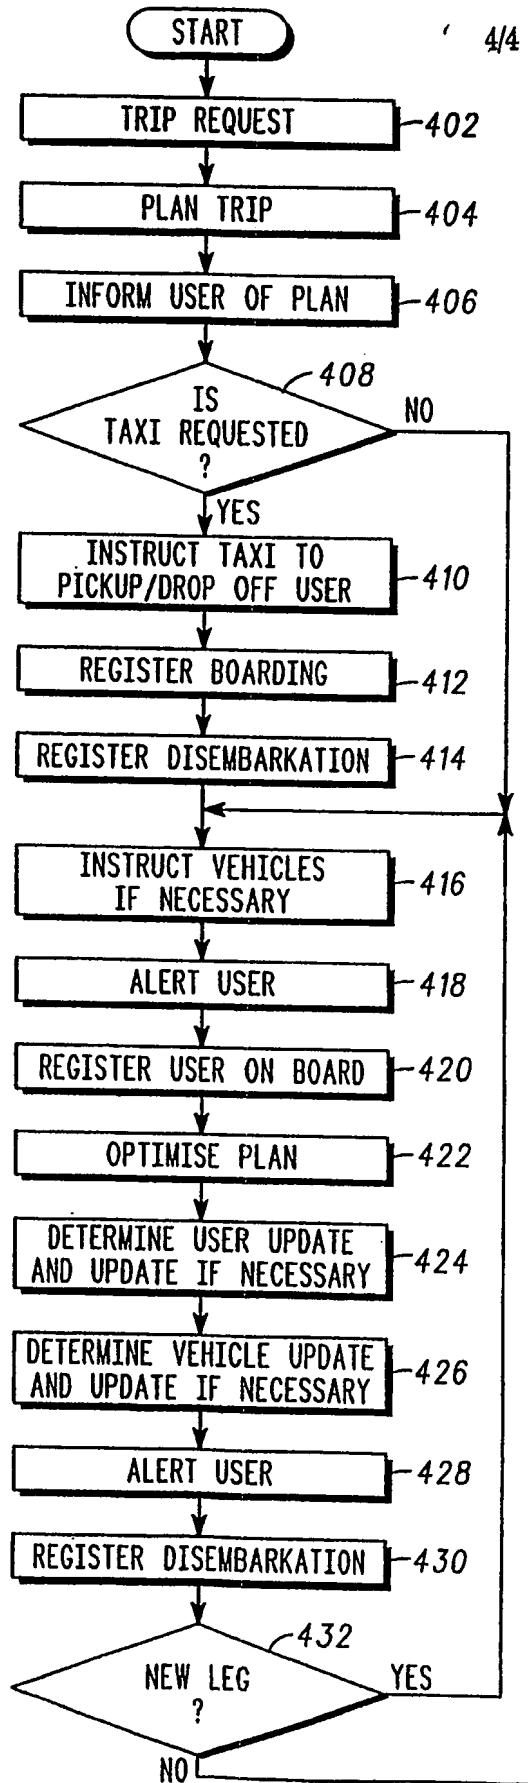 START
4/4
TRIP REQUEST
402
PLAN TRIP
404
INFORM USER OF PLAN
406
408
IS
TAXI REQUESTED
?
NO
YES
INSTRUCT TAXI TO
PICKUP/DROP OFF USER
410
REGISTER BOARDING
412
REGISTER DISEMBARKATION
414
INSTRUCT VEHICLES
IF NECESSARY
416
ALERT USER
418
REGISTER USER ON BOARD
420
OPTIMISE PLAN
422
DETERMINE USER UPDATE
AND UPDATE IF NECESSARY
424
DETERMINE VEHICLE UPDATE
AND UPDATE IF NECESSARY
426
ALERT USER
428
REGISTER DISEMBARKATION
430
432
NEW LEG
?
YES
NO